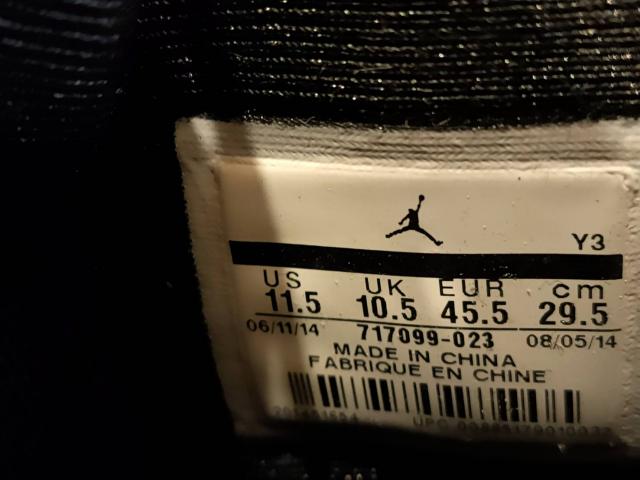 Y3
US UK EUR cm
11.5 10.5 45.5 29.5
06/11/14 717099-023 08/05/14
MADE IN CHINA
FABRIQUE EN CHINE
UPC